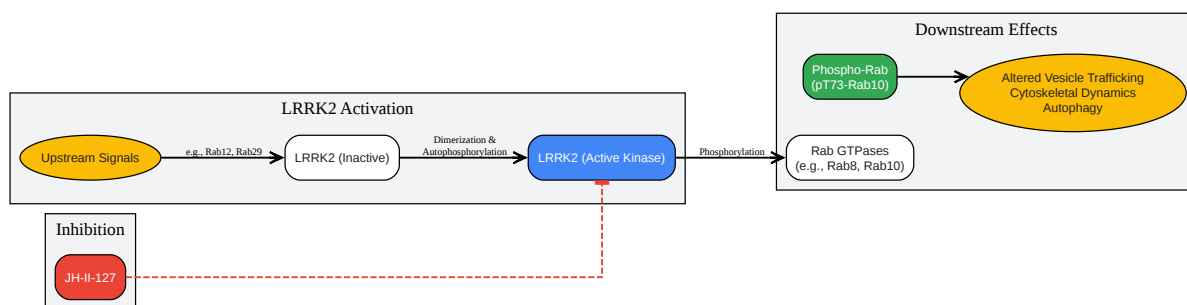 Downstream Effects
Phospho-Rab
(pT73-Rab10)
Altered Vesicle Trafficking
Cytoskeletal Dynamics
Autophagy
LRRK2 Activation
Upstream Signals
e.g., Rab12, Rab29
LRRK2 (Inactive)
Dimerization &
Autophosphorylation
LRRK2 (Active Kinase)
Phosphorylation
Rab GTPases
(e.g., Rab8, Rab10)
Inhibition
JH-II-127